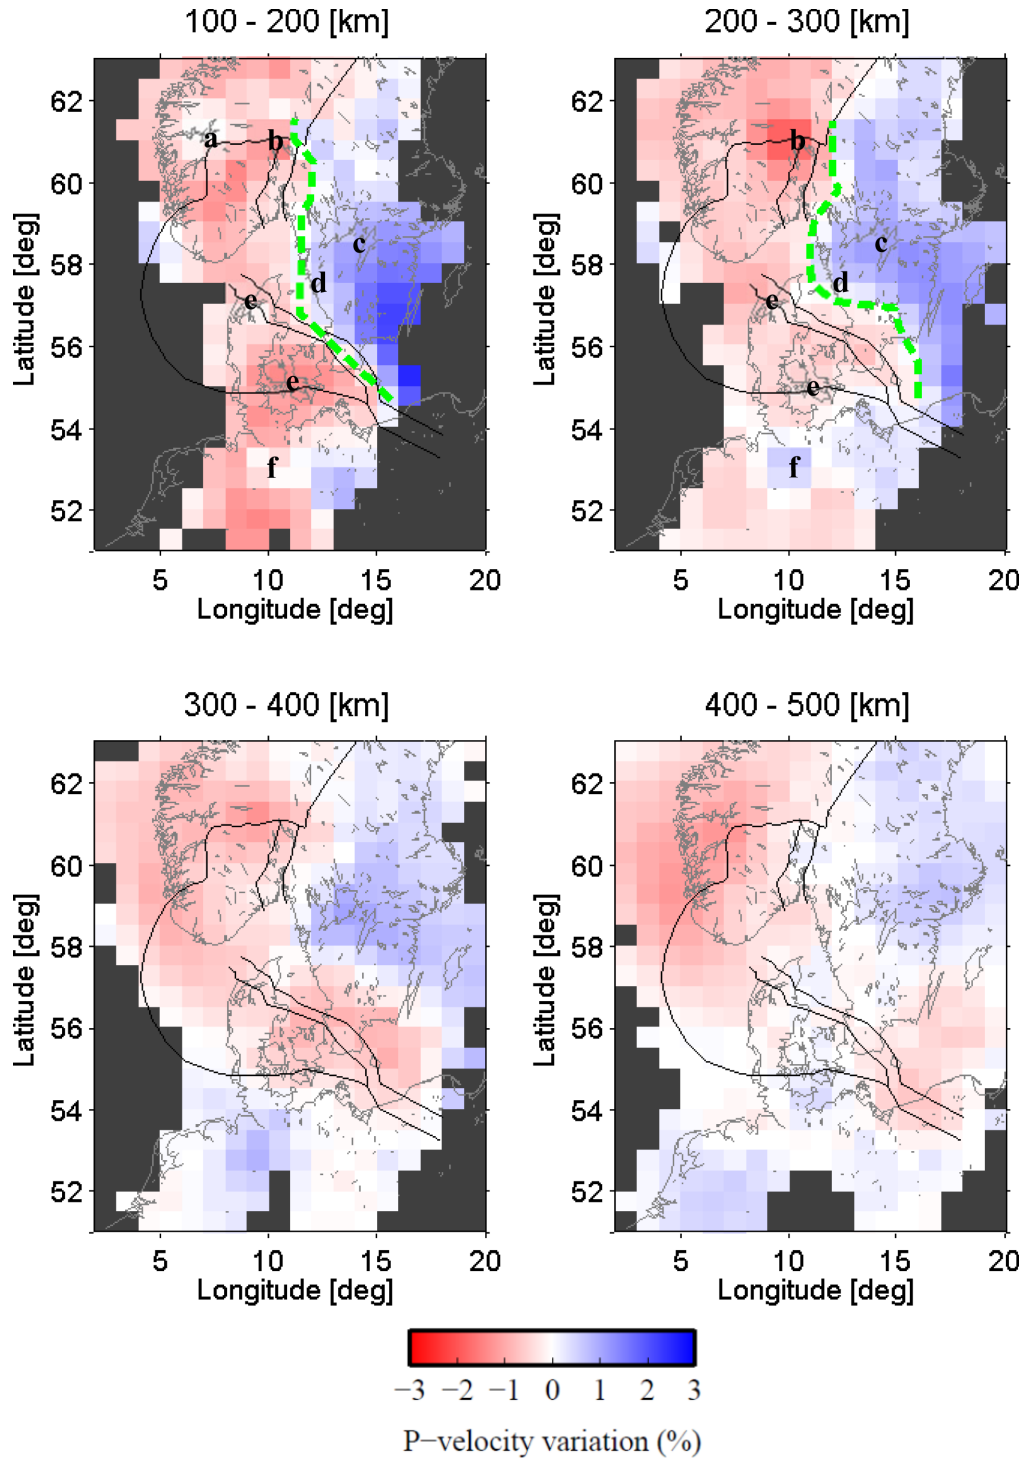 100 - 200 [km]
200 - 300 [km]
62
60
58
56
54
52
Latitude [deg]
a
b
c
d
e
e
f
5
10
15
20
Longitude [deg]
62
60
58
56
54
52
Latitude [deg]
b
c
d
e
e
f
5
10
15
20
Longitude [deg]
300 - 400 [km]
400 - 500 [km]
62
60
58
56
54
52
Latitude [deg]
5
10
15
20
Longitude [deg]
62
60
58
56
54
52
Latitude [deg]
5
10
15
20
Longitude [deg]
−3 −2 −1 0 1 2 3
P−velocity variation (%)